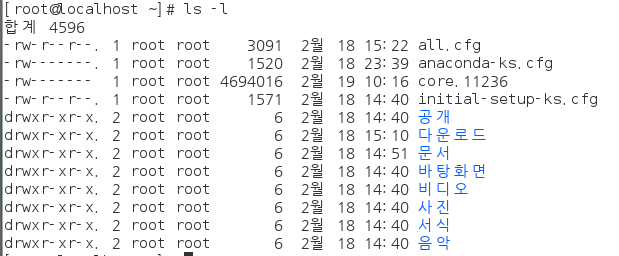 [root@localhost ~]# ls -l
합계 4596
-rw-r--r--. 1 root root 3091 2월 18 15:22 all.cfg
-rw-------. 1 root root 1520 2월 18 23:39 anaconda-ks.cfg
-rw------- 1 root root 4694016 2월 19 10:16 core.11236
-rw-r--r--. 1 root root 1571 2월 18 14:40 initial-setup-ks.cfg
drwxr-xr-x. 2 root root 6 2월 18 14:40 공개
drwxr-xr-x. 2 root root 6 2월 18 15:10 다운로드
drwxr-xr-x. 2 root root 6 2월 18 14:51 문서
drwxr-xr-x. 2 root root 6 2월 18 14:40 바탕화면
drwxr-xr-x. 2 root root 6 2월 18 14:40 비디오
drwxr-xr-x. 2 root root 6 2월 18 14:40 사진
drwxr-xr-x. 2 root root 6 2월 18 14:40 서식
drwxr-xr-x. 2 root root 6 2월 18 14:40 음악